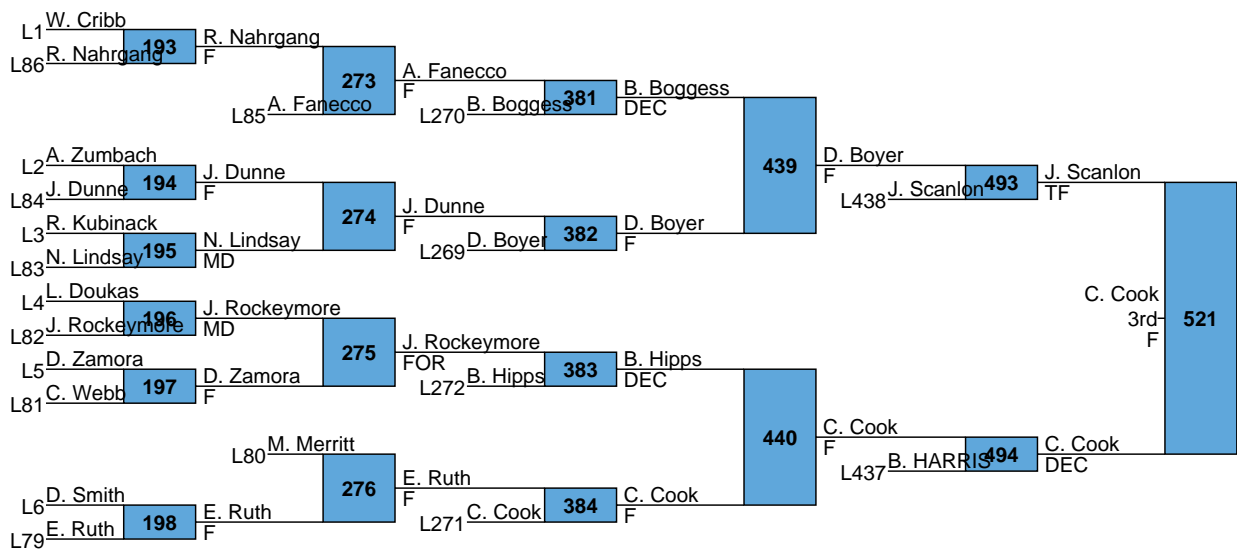 L1 W. Cribb
193
R. Nahrgang
F
L86 R. Nahrgang
273
A. Fanecco
F
L85 A. Fanecco
381
B. Boggess
DEC
L270 B. Boggess
439
D. Boyer
F
L2 A. Zumbach
194
J. Dunne
F
L84 J. Dunne
274
J. Dunne
F
L3 R. Kubinack
195
N. Lindsay
MD
L83 N. Lindsay
L269 D. Boyer
382
D. Boyer
F
L438 J. Scanlon
493
J. Scanlon
TF
L4 L. Doukas
196
J. Rockeymore
MD
L82 J. Rockeymore
275
J. Rockeymore
FOR
L5 D. Zamora
197
D. Zamora
F
L81 C. Webb
L272 B. Hipps
383
B. Hipps
DEC
440
C. Cook
F
L80 M. Merritt
276
E. Ruth
F
L6 D. Smith
198
E. Ruth
F
L79 E. Ruth
L271 C. Cook
384
C. Cook
F
L437 B. HARRIS
494
C. Cook
DEC
521
C. Cook
3rd
F